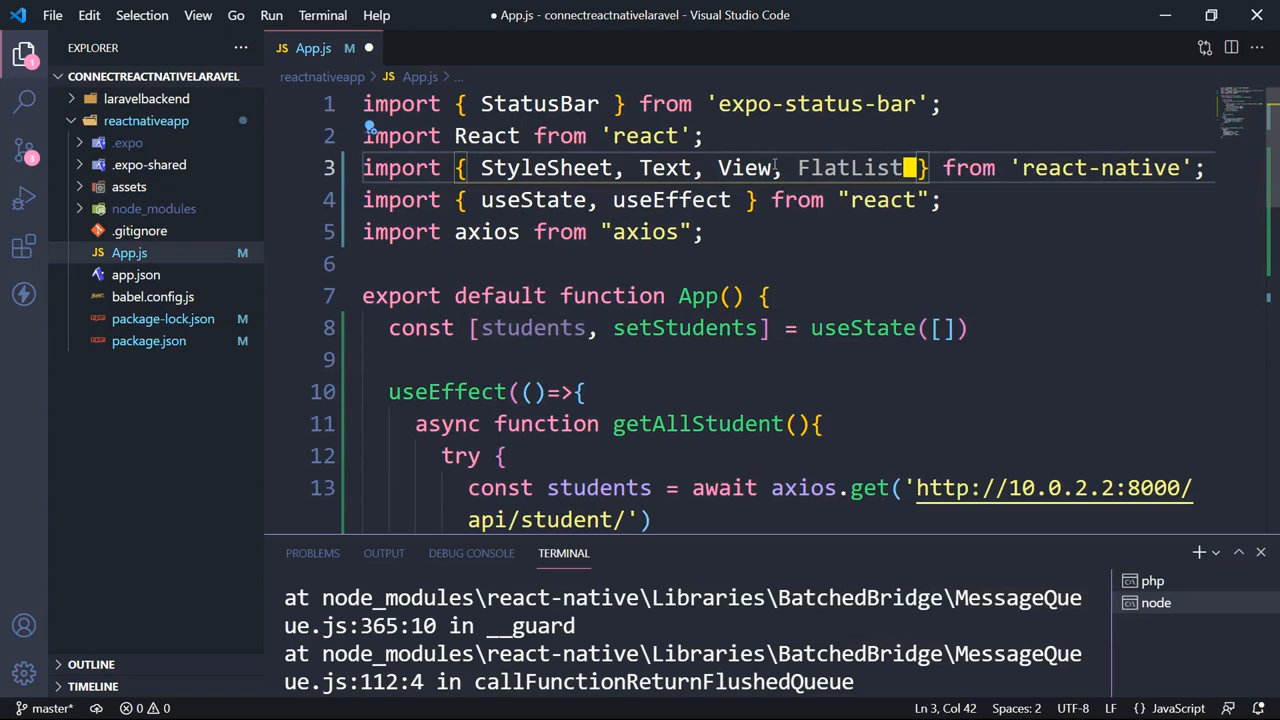 File Edit Selection View Go Run Terminal Help
● App.js - connectreactnativelaravel - Visual Studio Code
EXPLORER
CONNECTREACTNATIVELARAVEL
laravelbackend
reactnativeapp
.expo
.expo-shared
assets
node_modules
.gitignore
JS App.js M
app.json
babel.config.js
package-lock.json M
package.json M
OUTLINE
TIMELINE
1
3
JS App.js M ●
reactnativeapp > JS App.js > ...
1 import { StatusBar } from 'expo-status-bar';
2 import React from 'react';
3 import { StyleSheet, Text, View, FlatList } from 'react-native';
4 import { useState, useEffect } from "react";
5 import axios from "axios";
6
7 export default function App() {
8 const [students, setStudents] = useState([])
9
10 useEffect(()=>{
11 async function getAllStudent(){
12 try {
13 const students = await axios.get('http://10.0.2.2:8000/
api/student/')
PROBLEMS OUTPUT DEBUG CONSOLE TERMINAL
at node_modules\react-native\Libraries\BatchedBridge\MessageQue
ue.js:365:10 in __guard
at node_modules\react-native\Libraries\BatchedBridge\MessageQue
ue.js:112:4 in callFunctionReturnFlushedQueue
php
node
master* 0 0 Ln 3, Col 42 Spaces: 2 UTF-8 LF {} JavaScript